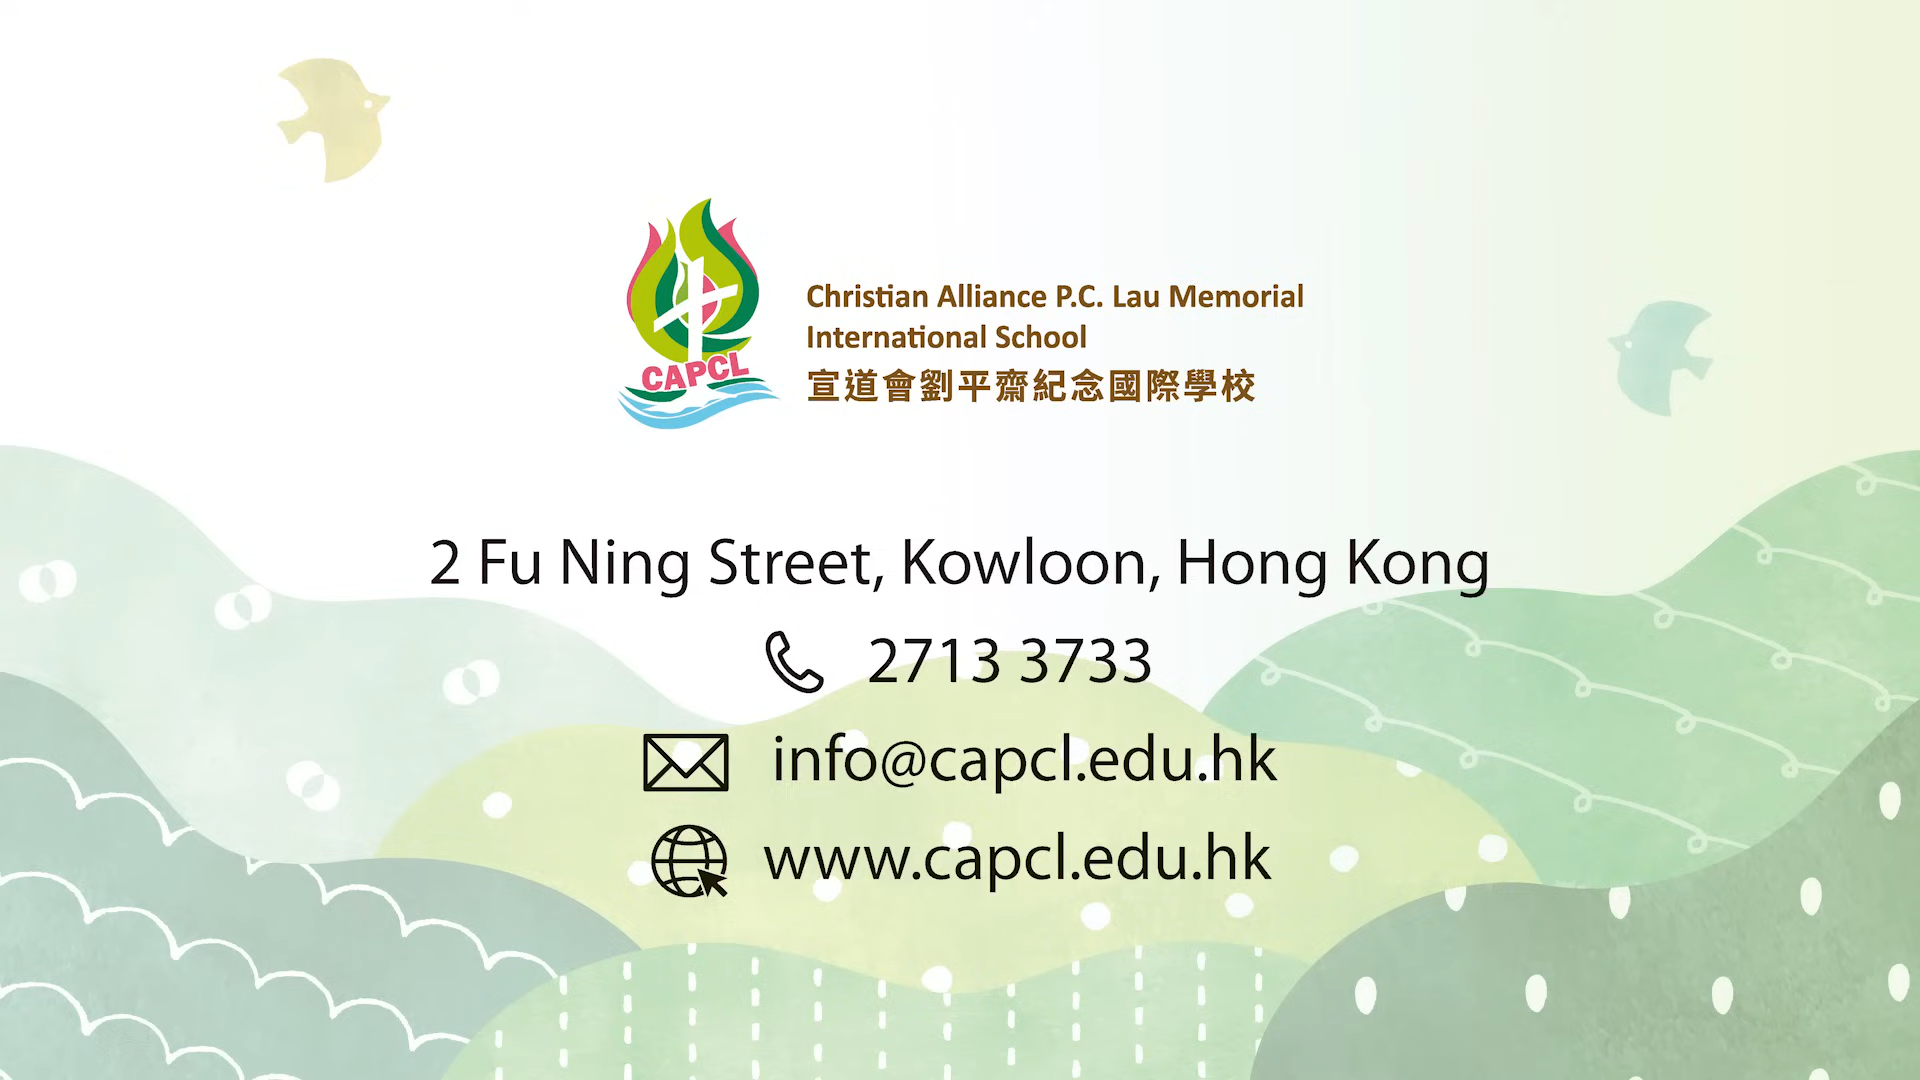 CAPCL
Christian Alliance P.C. Lau Memorial
International School
宣道會劉平齋紀念國際學校
2 Fu Ning Street, Kowloon, Hong Kong
2713 3733
info@capcl.edu.hk
www.capcl.edu.hk